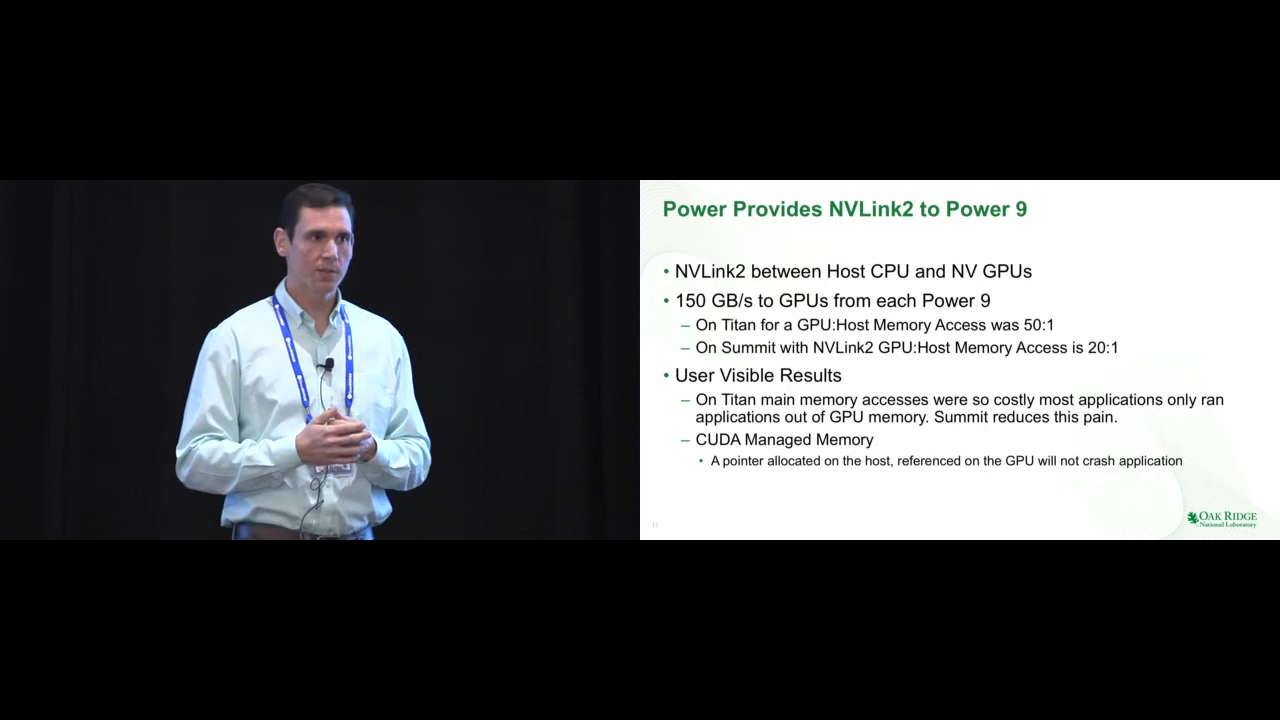 Power Provides NVLink2 to Power 9
• NVLink2 between Host CPU and NV GPUs
• 150 GB/s to GPUs from each Power 9
– On Titan for a GPU:Host Memory Access was 50:1
– On Summit with NVLink2 GPU:Host Memory Access is 20:1
• User Visible Results
– On Titan main memory accesses were so costly most applications only ran
applications out of GPU memory. Summit reduces this pain.
– CUDA Managed Memory
• A pointer allocated on the host, referenced on the GPU will not crash application
11
OAK RIDGE
National Laboratory